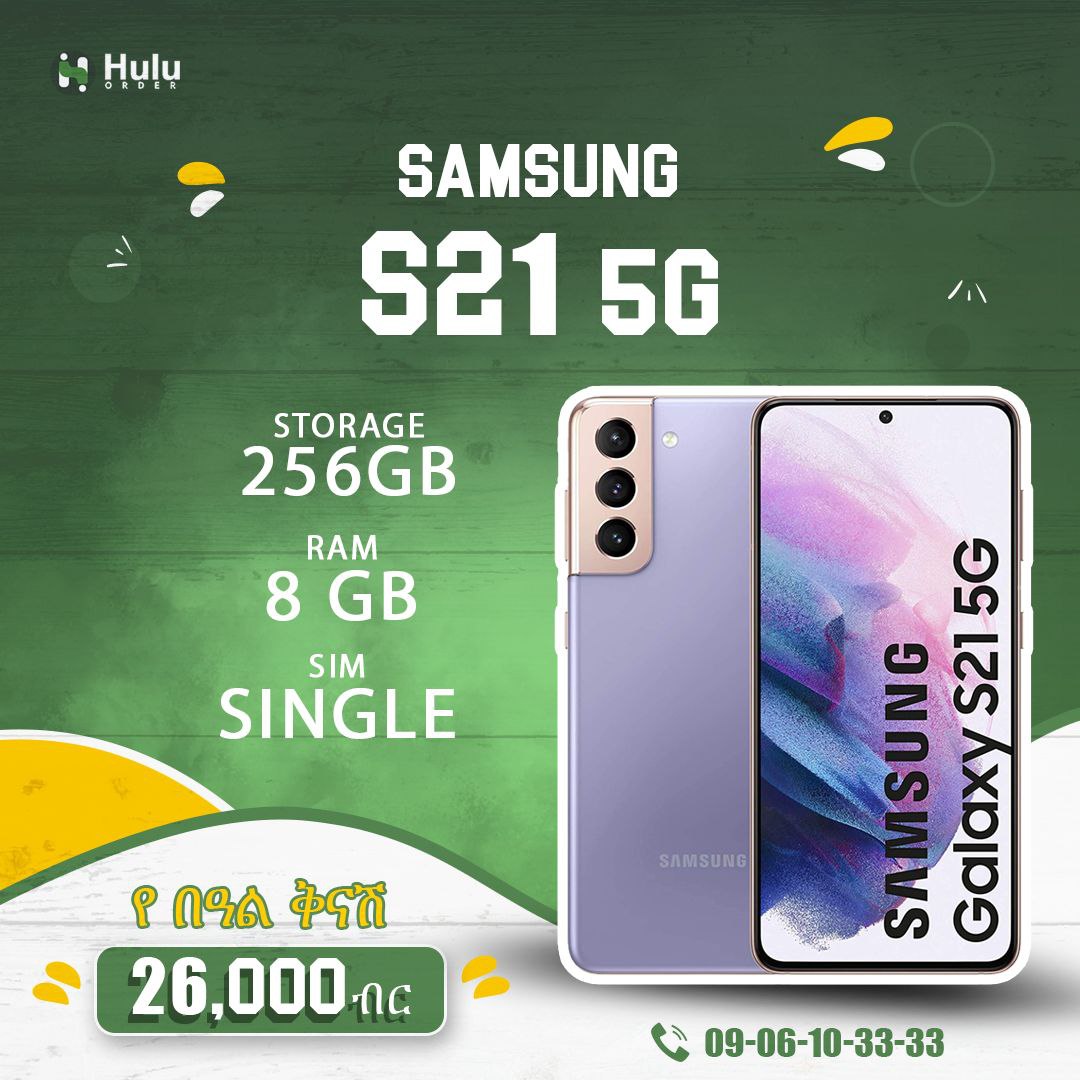 Hulu
ORDER
SAMSUNG
S21 5G
STORAGE
256GB
RAM
8 GB
SIM
SINGLE
SAMSUNG
SAMSUNG
Galaxy S21 5G
የ በዓል ቅናሽ
26,000 ብር
09-06-10-33-33